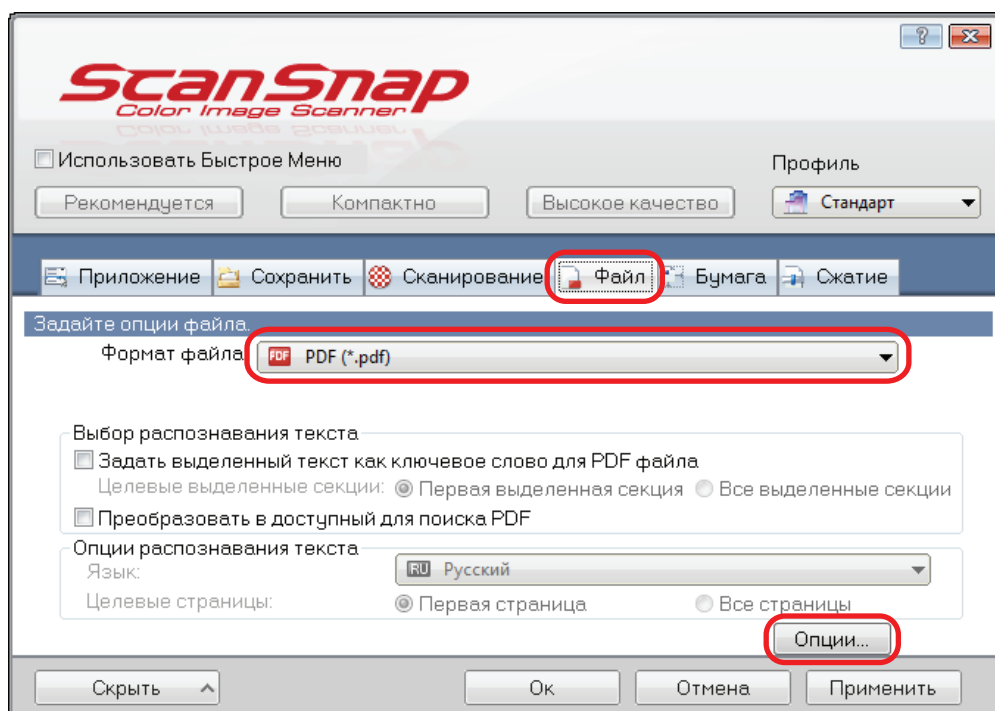 ScanSnap
Color Image Scanner
Использовать Быстрое Меню
Профиль
Рекомендуется Компактно Высокое качество Стандарт
Приложение Сохранить Сканирование Файл Бумага Сжатие
Задайте опции файла.
Формат файла PDF PDF (*.pdf)
Выбор распознавания текста
Задать выделенный текст как ключевое слово для PDF файла
Целевые выделенные секции: Первая выделенная секция Все выделенные секции
Преобразовать в доступный для поиска PDF
Опции распознавания текста
Язык: RU Русский
Целевые страницы: Первая страница Все страницы
Опции...
Скрыть Ок Отмена Применить